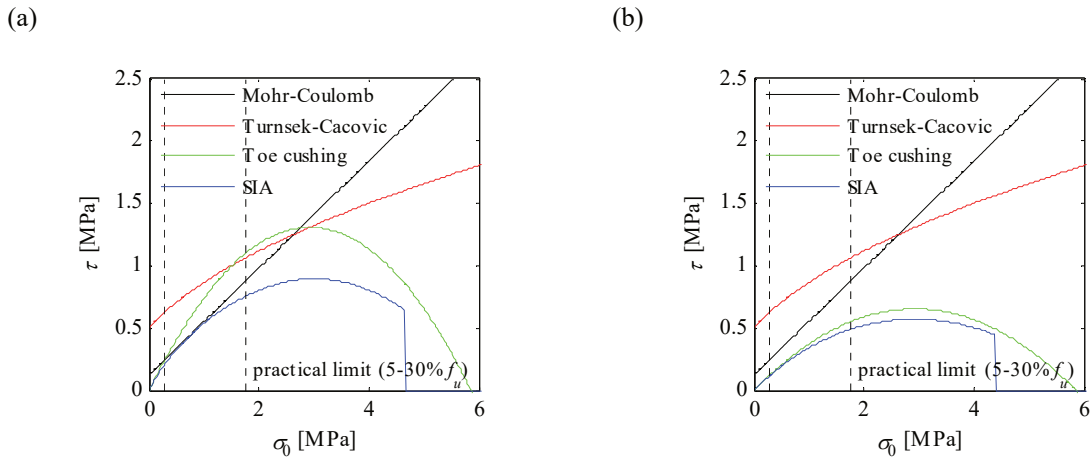 (a)
2.5
2
1.5
1
0.5
0
τ [MPa]
Mohr-Coulomb
Turnsek-Cacovic
Toe cushing
SIA
practical limit (5-30% f_u)
0 2 4 6
σ_0 [MPa]
(b)
2.5
2
1.5
1
0.5
0
τ [MPa]
Mohr-Coulomb
Turnsek-Cacovic
Toe cushing
SIA
practical limit (5-30% f_u)
0 2 4 6
σ_0 [MPa]